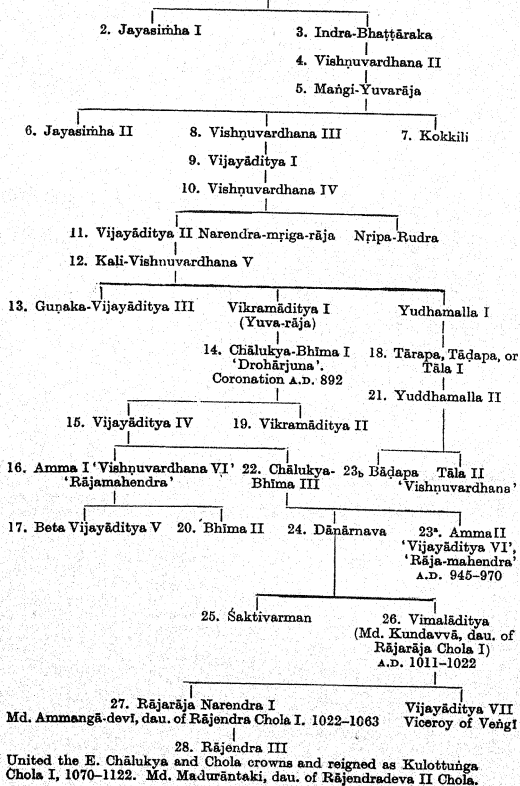 2. Jayasiṁha I 3. Indra-Bhaṭṭāraka
4. Vishṇuvardhana II
5. Maṅgi-Yuvarāja
6. Jayasiṁha II 8. Vishṇuvardhana III 7. Kokkili
9. Vijayāditya I
10. Vishṇuvardhana IV
11. Vijayāditya II Narendra-mṛiga-rāja Nṛipa-Rudra
12. Kali-Vishṇuvardhana V
13. Guṇaka-Vijayāditya III Vikramāditya I Yudhamalla I
(Yuva-rāja)
14. Chālukya-Bhīma I 18. Tārapa, Tāḍapa, or
'Drohārjuna'. Tāla I
Coronation A.D. 892
21. Yuddhamalla II
15. Vijayāditya IV 19. Vikramāditya II
16. Amma I 'Vishṇuvardhana VI' 22. Chālukya- 23b Bāḍapa Tāla II
'Rājamahendra' Bhīma III 'Vishṇuvardhana'
17. Beta Vijayāditya V 20. Bhīma II 24. Dānārṇava 23a. Amma II
'Vijayāditya VI',
'Rāja-mahendra'
A.D. 945–970
25. Śaktivarman 26. Vimalāditya
(Md. Kundavvā, dau. of
Rājarāja Chola I)
A.D. 1011–1022
27. Rājarāja Narendra I Vijayāditya VII
Md. Ammangā-devī, dau. of Rājendra Chola I. 1022–1063 Viceroy of Veṅgī
28. Rājendra III
United the E. Chālukya and Chola crowns and reigned as Kulottuṅga
Chola I, 1070–1122. Md. Madurāntaki, dau. of Rājendradeva II Chola.